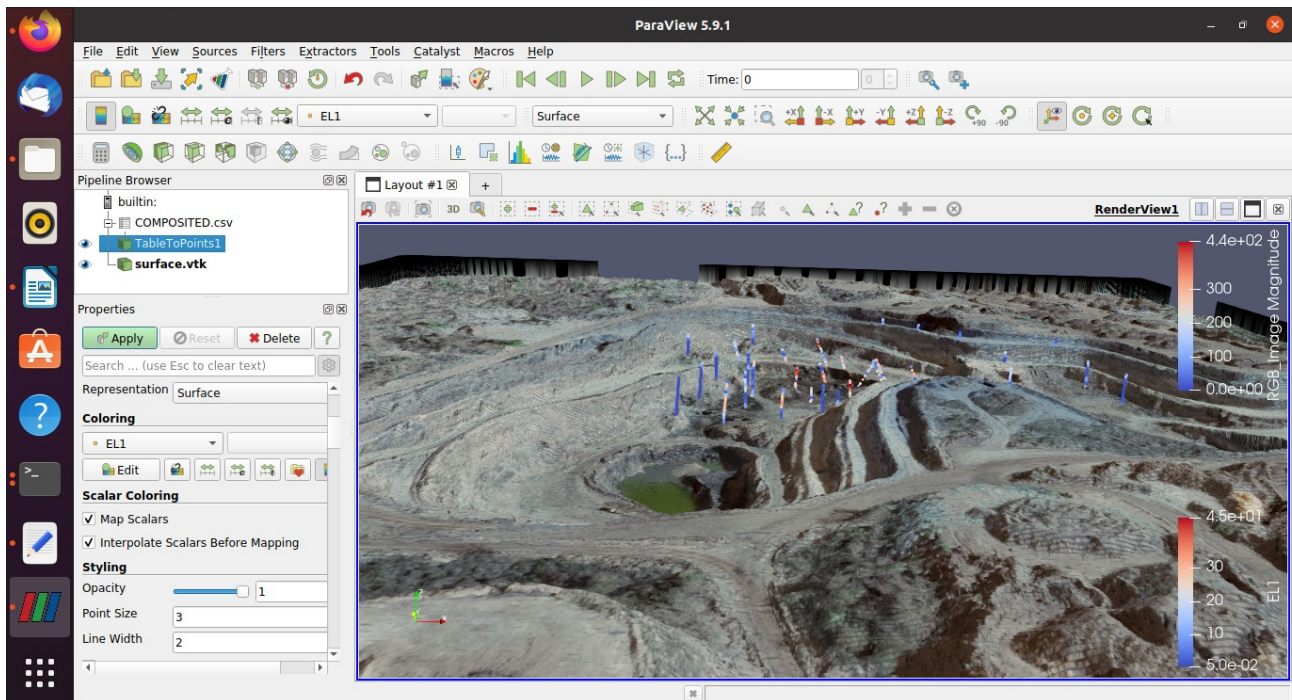 ParaView 5.9.1
File Edit View Sources Filters Extractors Tools Catalyst Macros Help
Time: 0
0
EL1
Surface
+X
-X
+Y
-Y
+Z
-Z
+90
-90
Pipeline Browser
builtin:
COMPOSITED.csv
TableToPoints1
surface.vtk
Properties
Apply
Reset
Delete
?
Search ... (use Esc to clear text)
Representation Surface
Coloring
EL1
Edit
Scalar Coloring
Map Scalars
Interpolate Scalars Before Mapping
Styling
Opacity 1
Point Size 3
Line Width 2
Layout #1
+
3D
RenderView1
4.4e+02
300
200
100
0.0e+00
RGB_Image Magnitude
4.5e+01
30
20
10
5.0e-02
EL1
Z